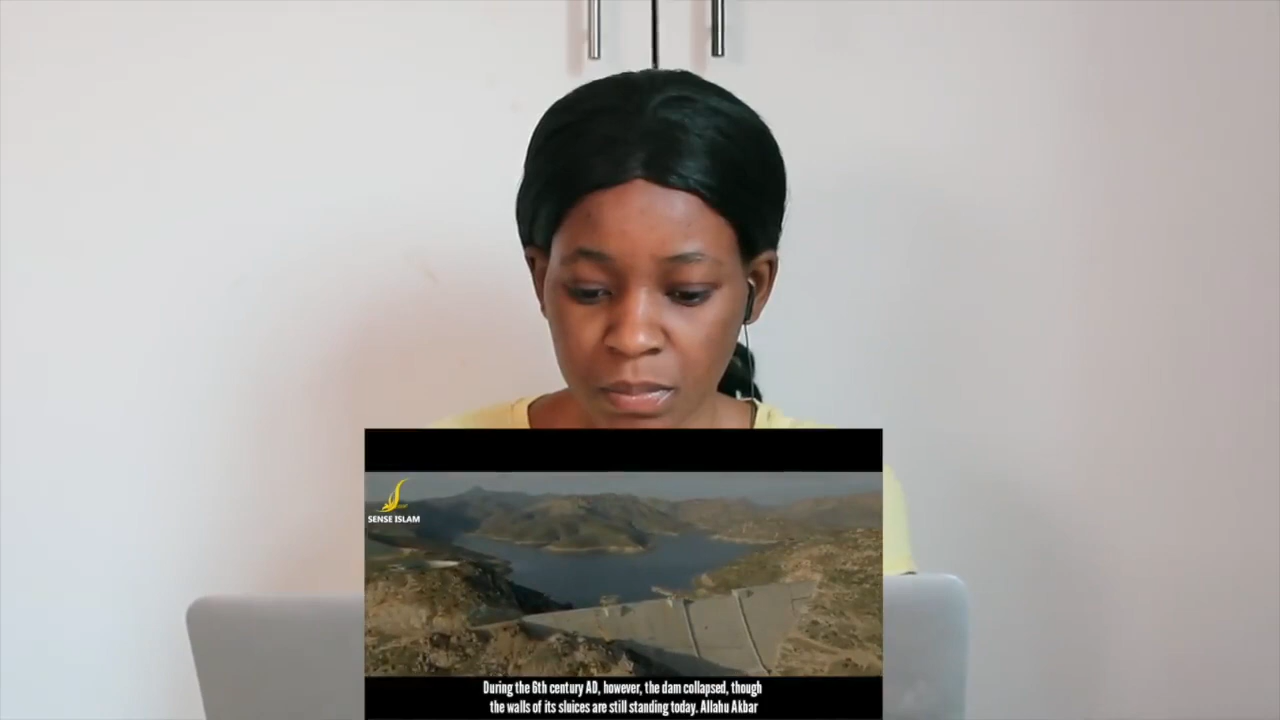 SENSE ISLAM
During the 6th century AD, however, the dam collapsed, though
the walls of its sluices are still standing today. Allahu Akbar